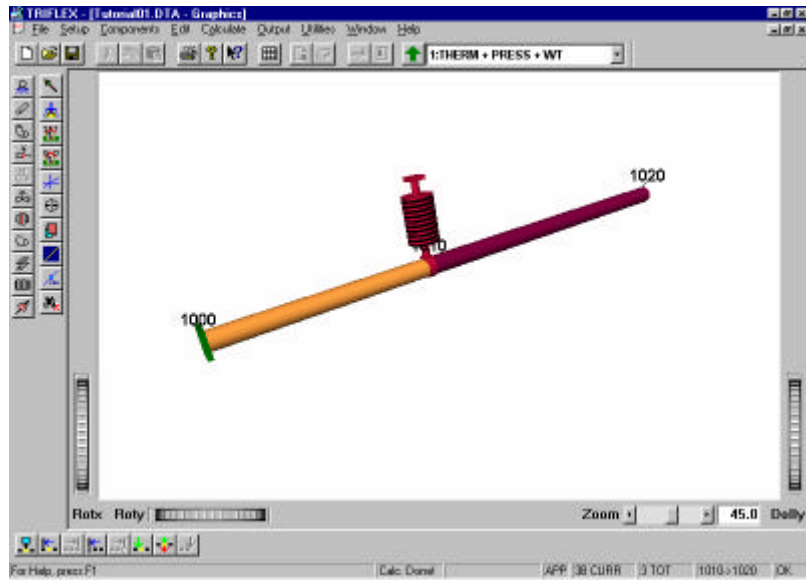 TRIFLEX - [Tutorial01.DTA - Graphics]
File Setup Components Edit Calculate Output Utilities Window Help
1:THERM + PRESS + WT
1020
1000
Rotx Roty Zoom 45.0 Dolly
For Help, press F1 Calc. Done! APP 3B CURR 3 TOT 1010->1020 OK